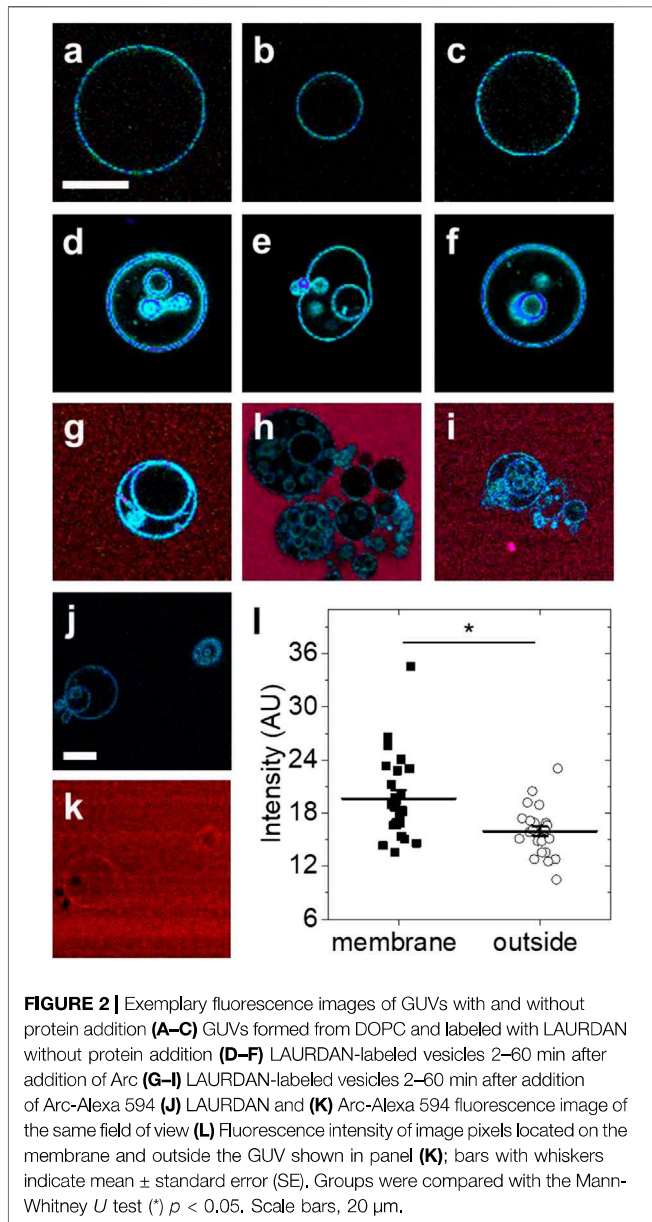 a
b
c
d
e
f
g
h
i
j
k
l
*
36
30
24
18
12
6
Intensity (AU)
membrane
outside
FIGURE 2 | Exemplary fluorescence images of GUVs with and without
protein addition (A–C) GUVs formed from DOPC and labeled with LAURDAN
without protein addition (D–F) LAURDAN-labeled vesicles 2–60 min after
addition of Arc (G–I) LAURDAN-labeled vesicles 2–60 min after addition
of Arc-Alexa 594 (J) LAURDAN and (K) Arc-Alexa 594 fluorescence image of
the same field of view (L) Fluorescence intensity of image pixels located on the
membrane and outside the GUV shown in panel (K); bars with whiskers
indicate mean ± standard error (SE). Groups were compared with the Mann-
Whitney U test (*) p < 0.05. Scale bars, 20 μm.